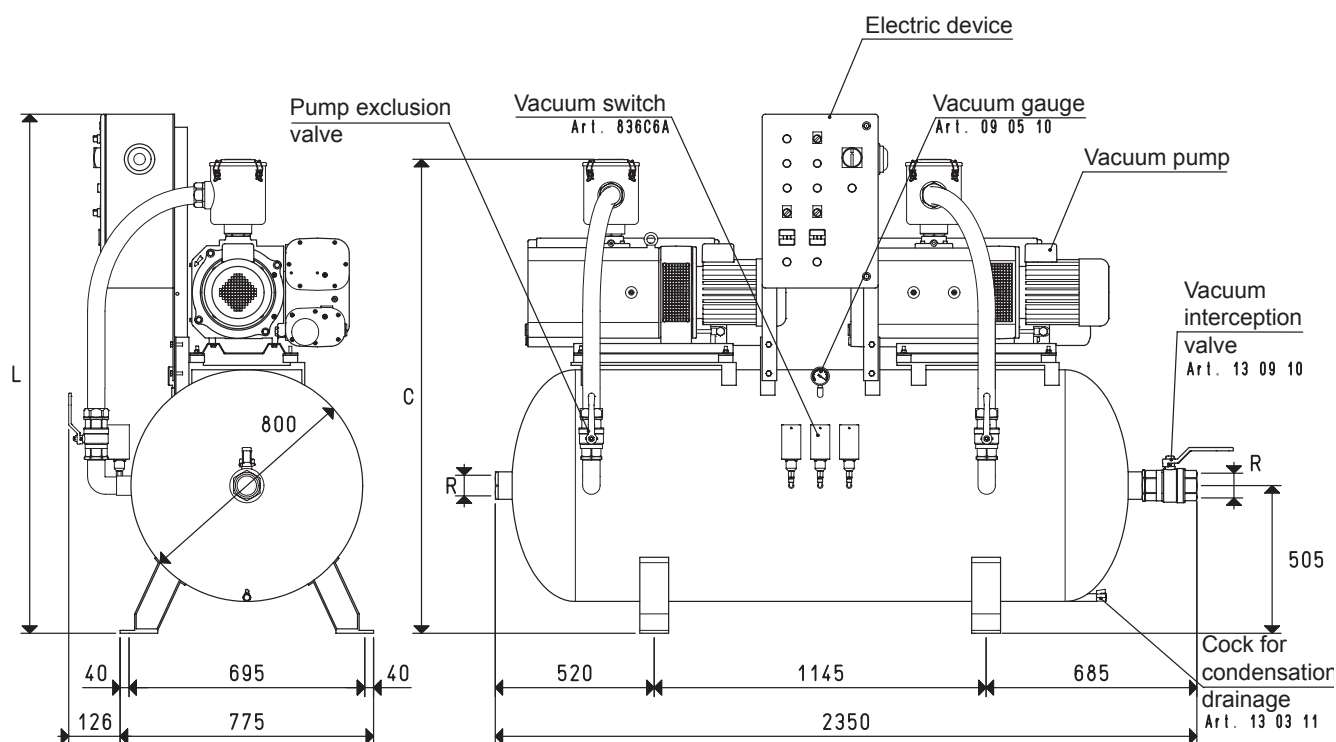 Electric device
Pump exclusion
valve
Vacuum switch
Art. 836C6A
Vacuum gauge
Art. 09 05 10
Vacuum pump
Vacuum
interception
valve
Art. 13 09 10
L
C
800
R
R
505
Cock for
condensation
drainage
Art. 13 03 11
40
695
40
520
1145
685
126
775
2350